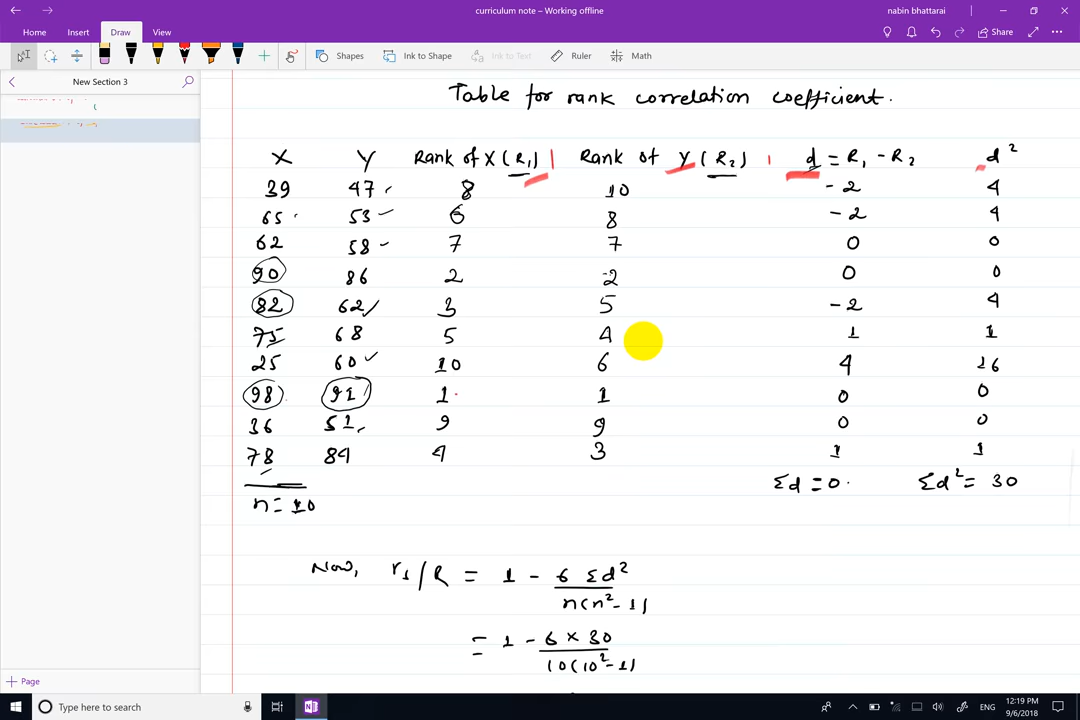 curriculum note – Working offline
nabin bhattarai
Home Insert Draw View
Share
Shapes Ink to Shape Ink to Text Ruler Math
New Section 3
Table for rank correlation coefficient.
X Y Rank of X (R1) Rank of Y (R2) d = R1 - R2 d²
39 47 8 10 -2 4
65 53 6 8 -2 4
62 58 7 7 0 0
90 86 2 2 0 0
82 62 3 5 -2 4
75 68 5 4 1 1
25 60 10 6 4 16
98 91 1 1 0 0
36 51 9 9 0 0
78 84 4 3 1 1
Σd = 0 Σd² = 30
n = 10
Now, rs/R = 1 - 6 Σd² / n(n² - 1)
= 1 - 6 × 30 / 10(10² - 1)
+ Page
Type here to search
ENG
12:19 PM
9/6/2018